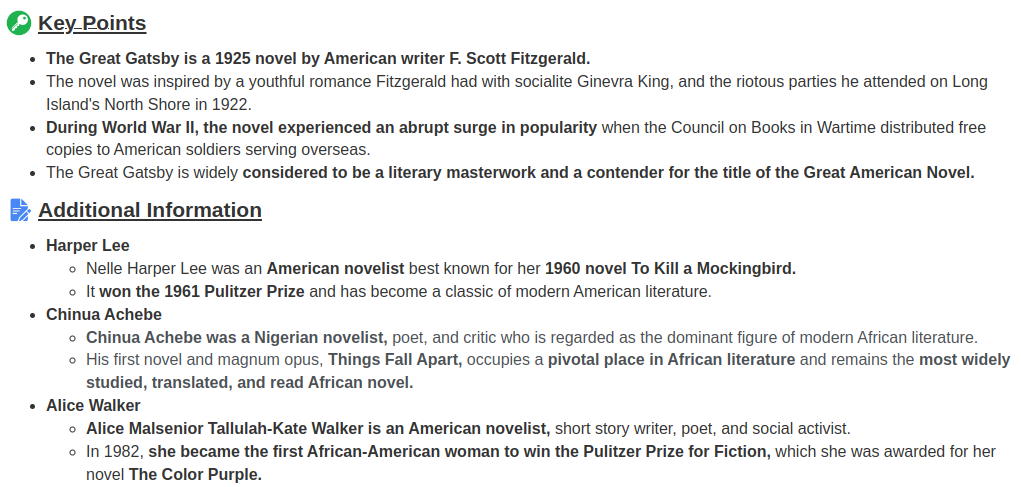 Key Points
• The Great Gatsby is a 1925 novel by American writer F. Scott Fitzgerald.
• The novel was inspired by a youthful romance Fitzgerald had with socialite Ginevra King, and the riotous parties he attended on Long
Island's North Shore in 1922.
• During World War II, the novel experienced an abrupt surge in popularity when the Council on Books in Wartime distributed free
copies to American soldiers serving overseas.
• The Great Gatsby is widely considered to be a literary masterwork and a contender for the title of the Great American Novel.
Additional Information
• Harper Lee
◦ Nelle Harper Lee was an American novelist best known for her 1960 novel To Kill a Mockingbird.
◦ It won the 1961 Pulitzer Prize and has become a classic of modern American literature.
• Chinua Achebe
◦ Chinua Achebe was a Nigerian novelist, poet, and critic who is regarded as the dominant figure of modern African literature.
◦ His first novel and magnum opus, Things Fall Apart, occupies a pivotal place in African literature and remains the most widely
studied, translated, and read African novel.
• Alice Walker
◦ Alice Malsenior Tallulah-Kate Walker is an American novelist, short story writer, poet, and social activist.
◦ In 1982, she became the first African-American woman to win the Pulitzer Prize for Fiction, which she was awarded for her
novel The Color Purple.